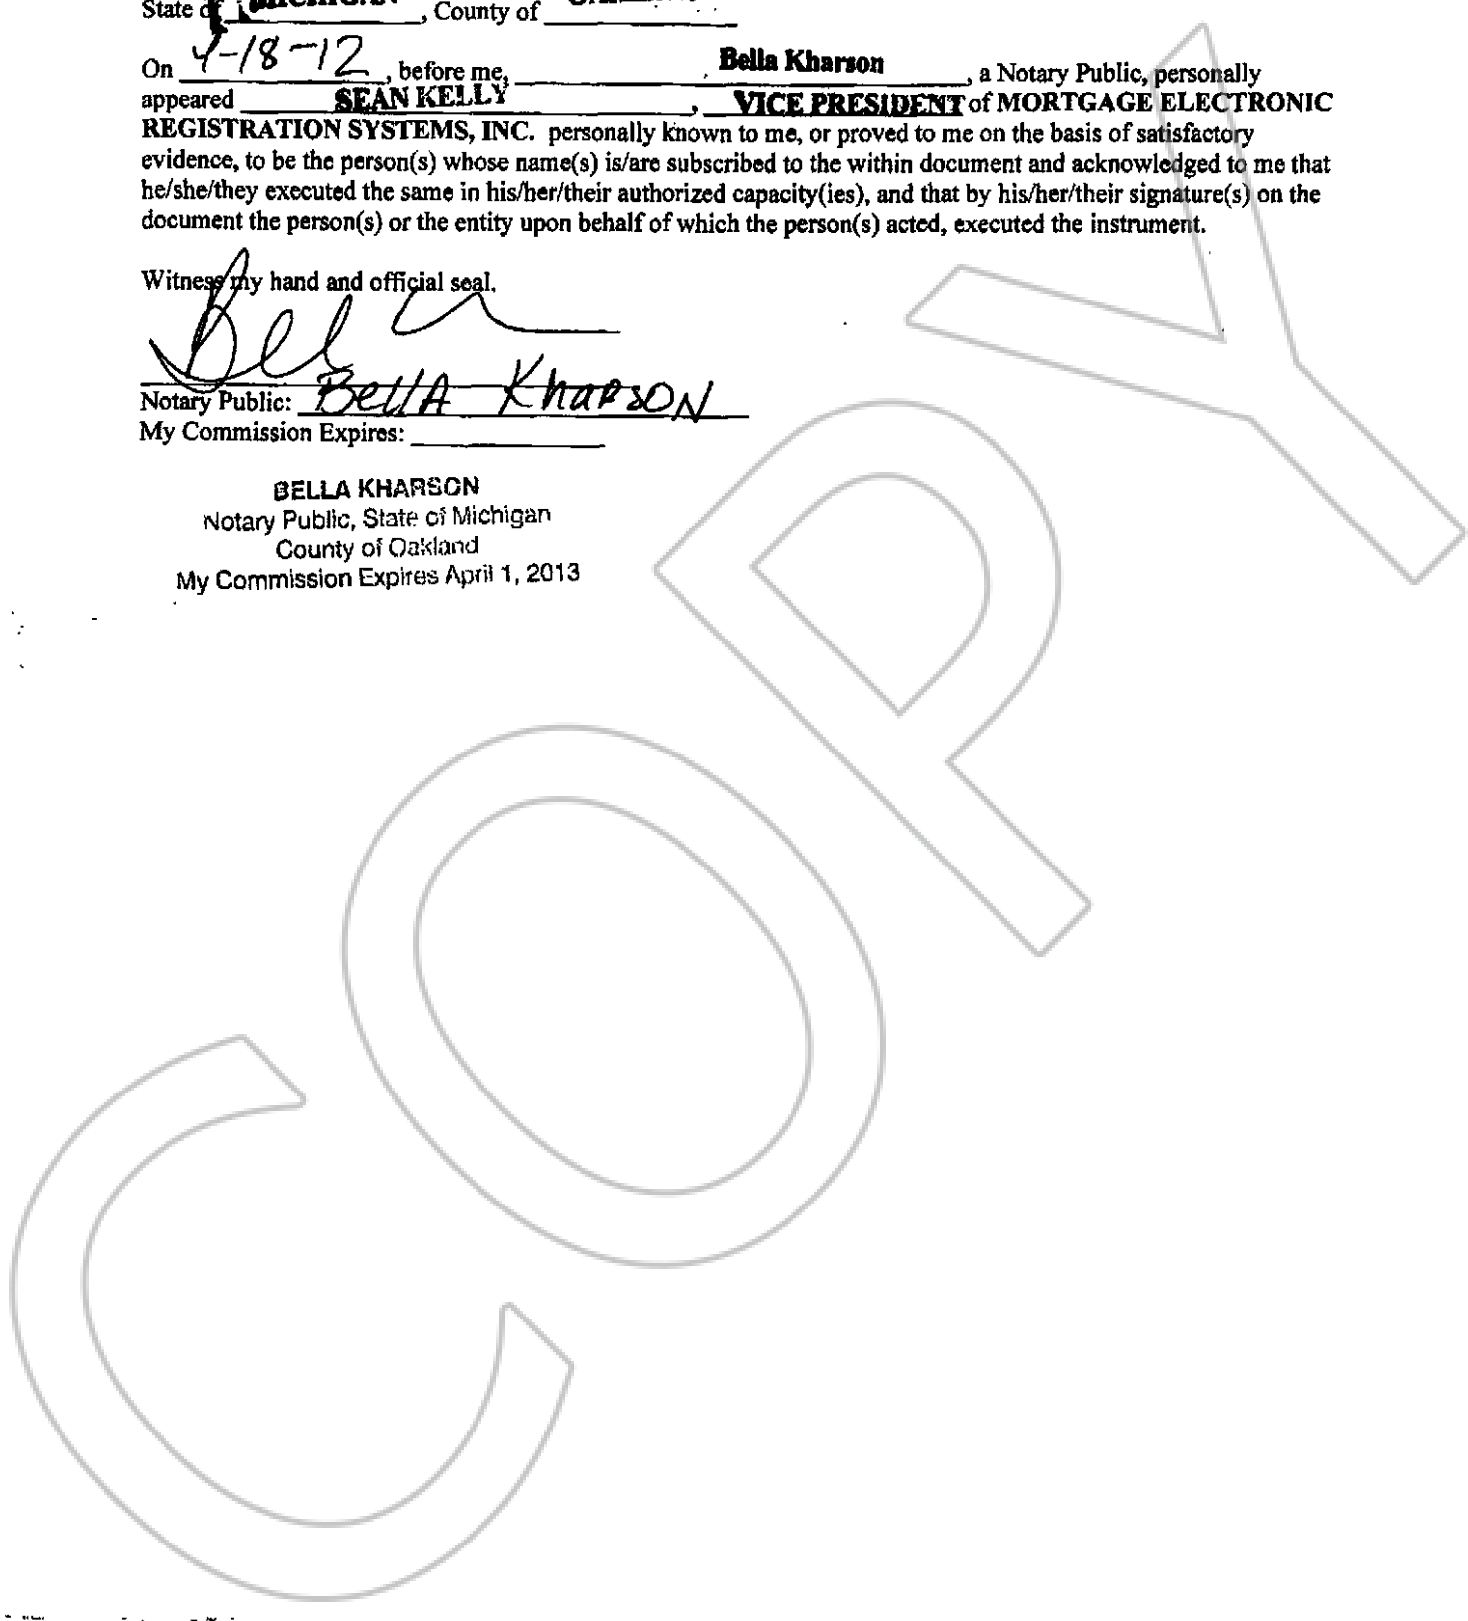 State of , County of
On 4-18-12 , before me, Bella Kharson , a Notary Public, personally
appeared SEAN KELLY , VICE PRESIDENT of MORTGAGE ELECTRONIC
REGISTRATION SYSTEMS, INC. personally known to me, or proved to me on the basis of satisfactory
evidence, to be the person(s) whose name(s) is/are subscribed to the within document and acknowledged to me that
he/she/they executed the same in his/her/their authorized capacity(ies), and that by his/her/their signature(s) on the
document the person(s) or the entity upon behalf of which the person(s) acted, executed the instrument.
Witness my hand and official seal.
Notary Public: BellA KhaRsoN
My Commission Expires:
BELLA KHARSON
Notary Public, State of Michigan
County of Oakland
My Commission Expires April 1, 2013
COPY